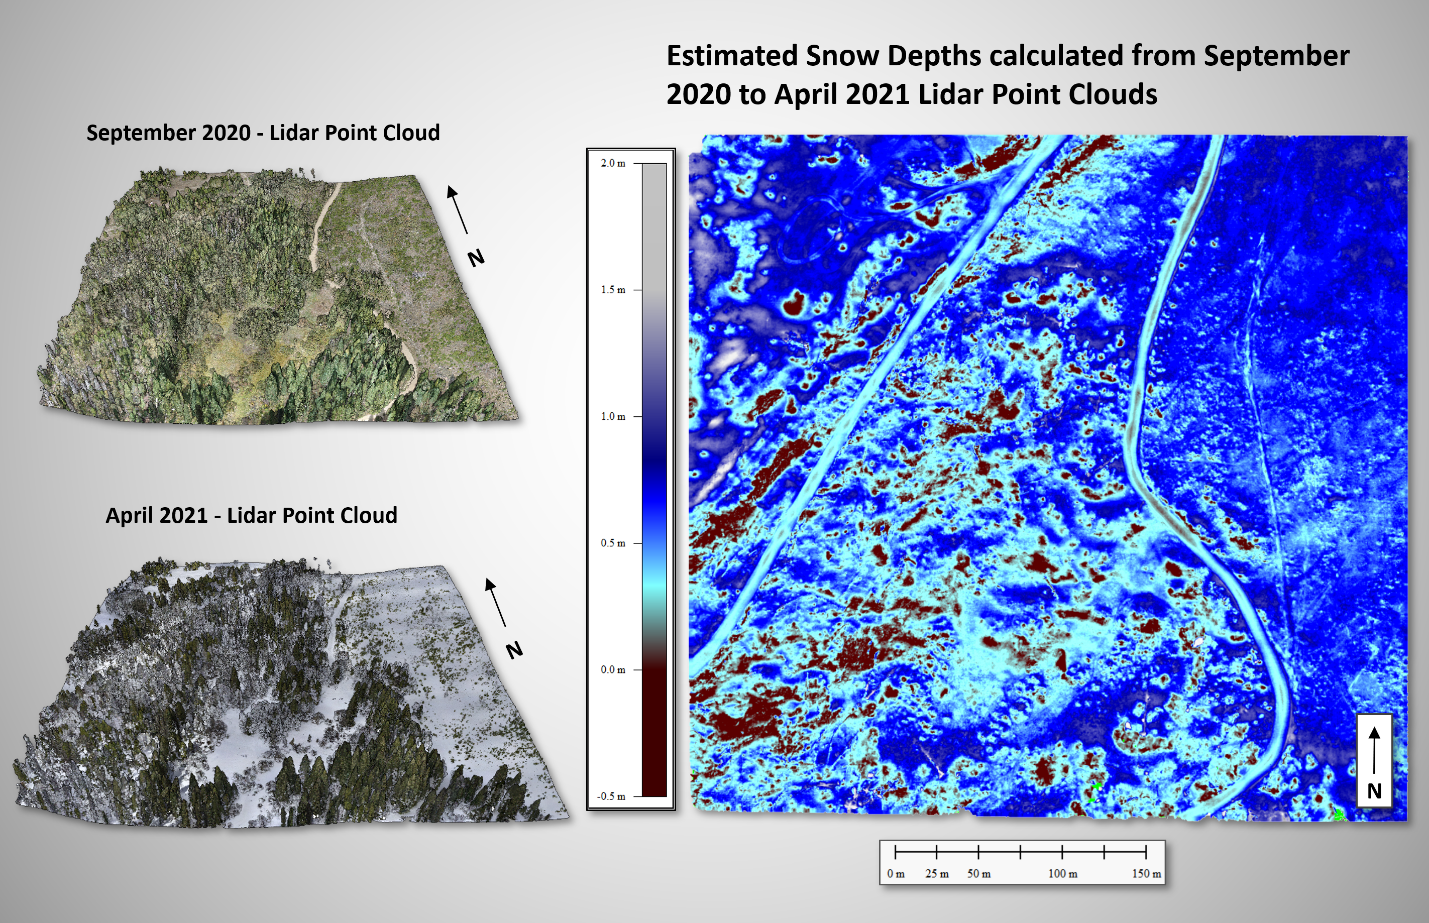 Estimated Snow Depths calculated from September
2020 to April 2021 Lidar Point Clouds
September 2020 - Lidar Point Cloud
N
April 2021 - Lidar Point Cloud
N
2.0 m
1.5 m
1.0 m
0.5 m
0.0 m
-0.5 m
N
0 m 25 m 50 m 100 m 150 m